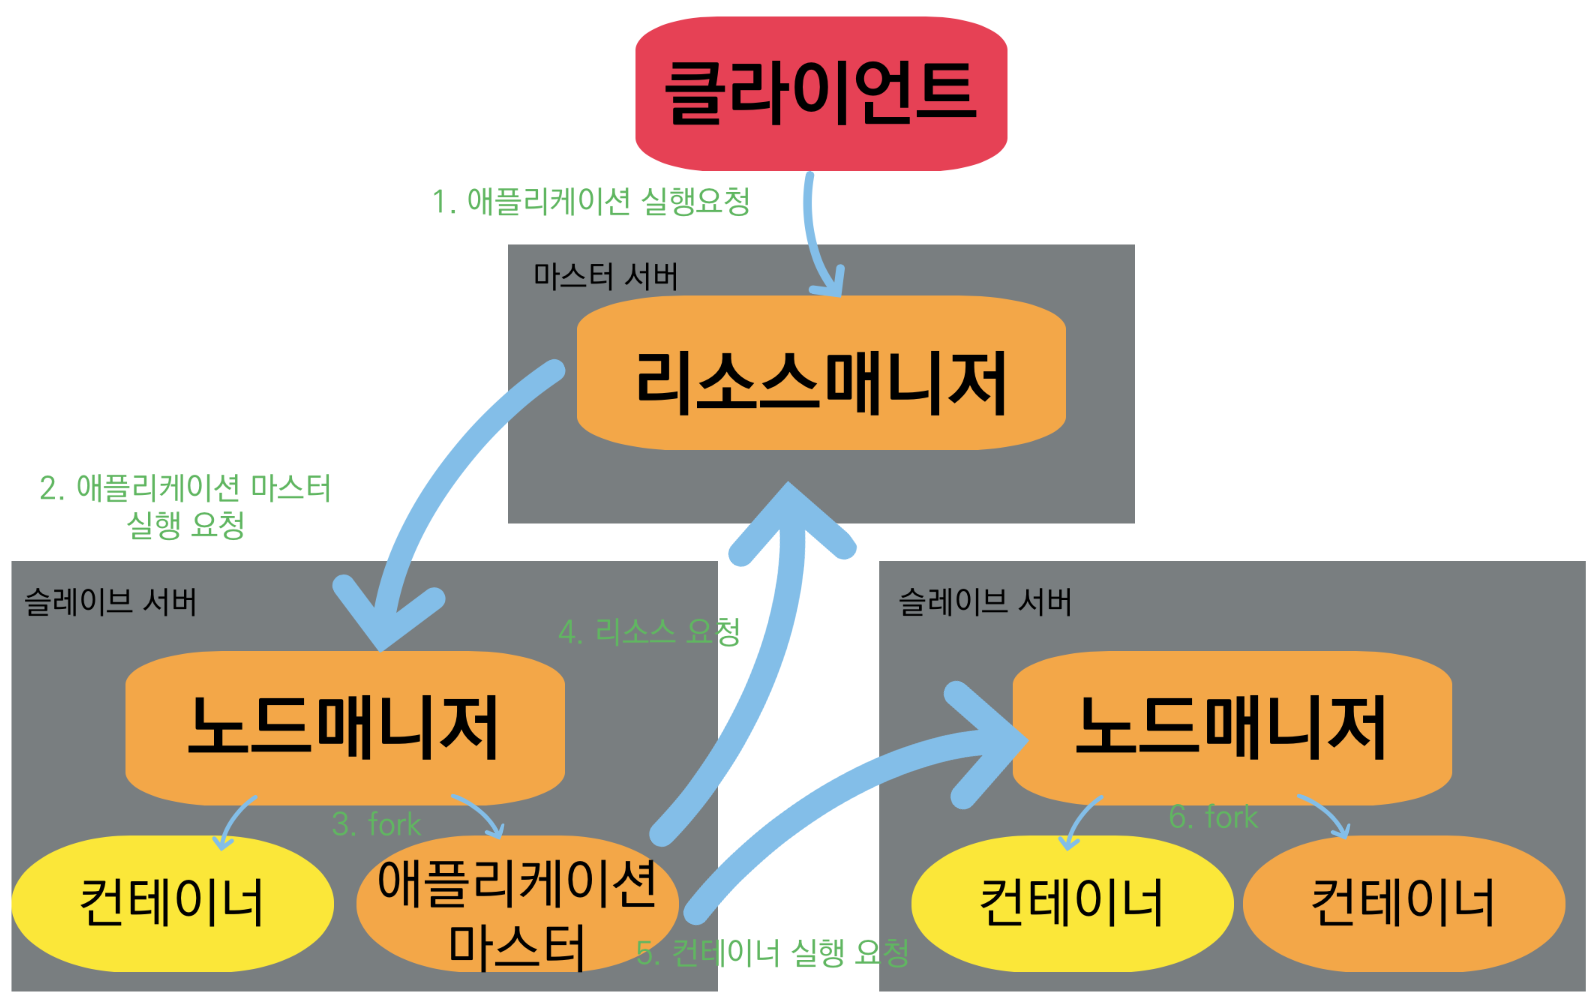 클라이언트
1. 애플리케이션 실행요청
마스터 서버
리소스매니저
2. 애플리케이션 마스터
실행 요청
슬레이브 서버
노드매니저
3. fork
컨테이너
애플리케이션
마스터
4. 리소스 요청
5. 컨테이너 실행 요청
슬레이브 서버
노드매니저
6. fork
컨테이너
컨테이너